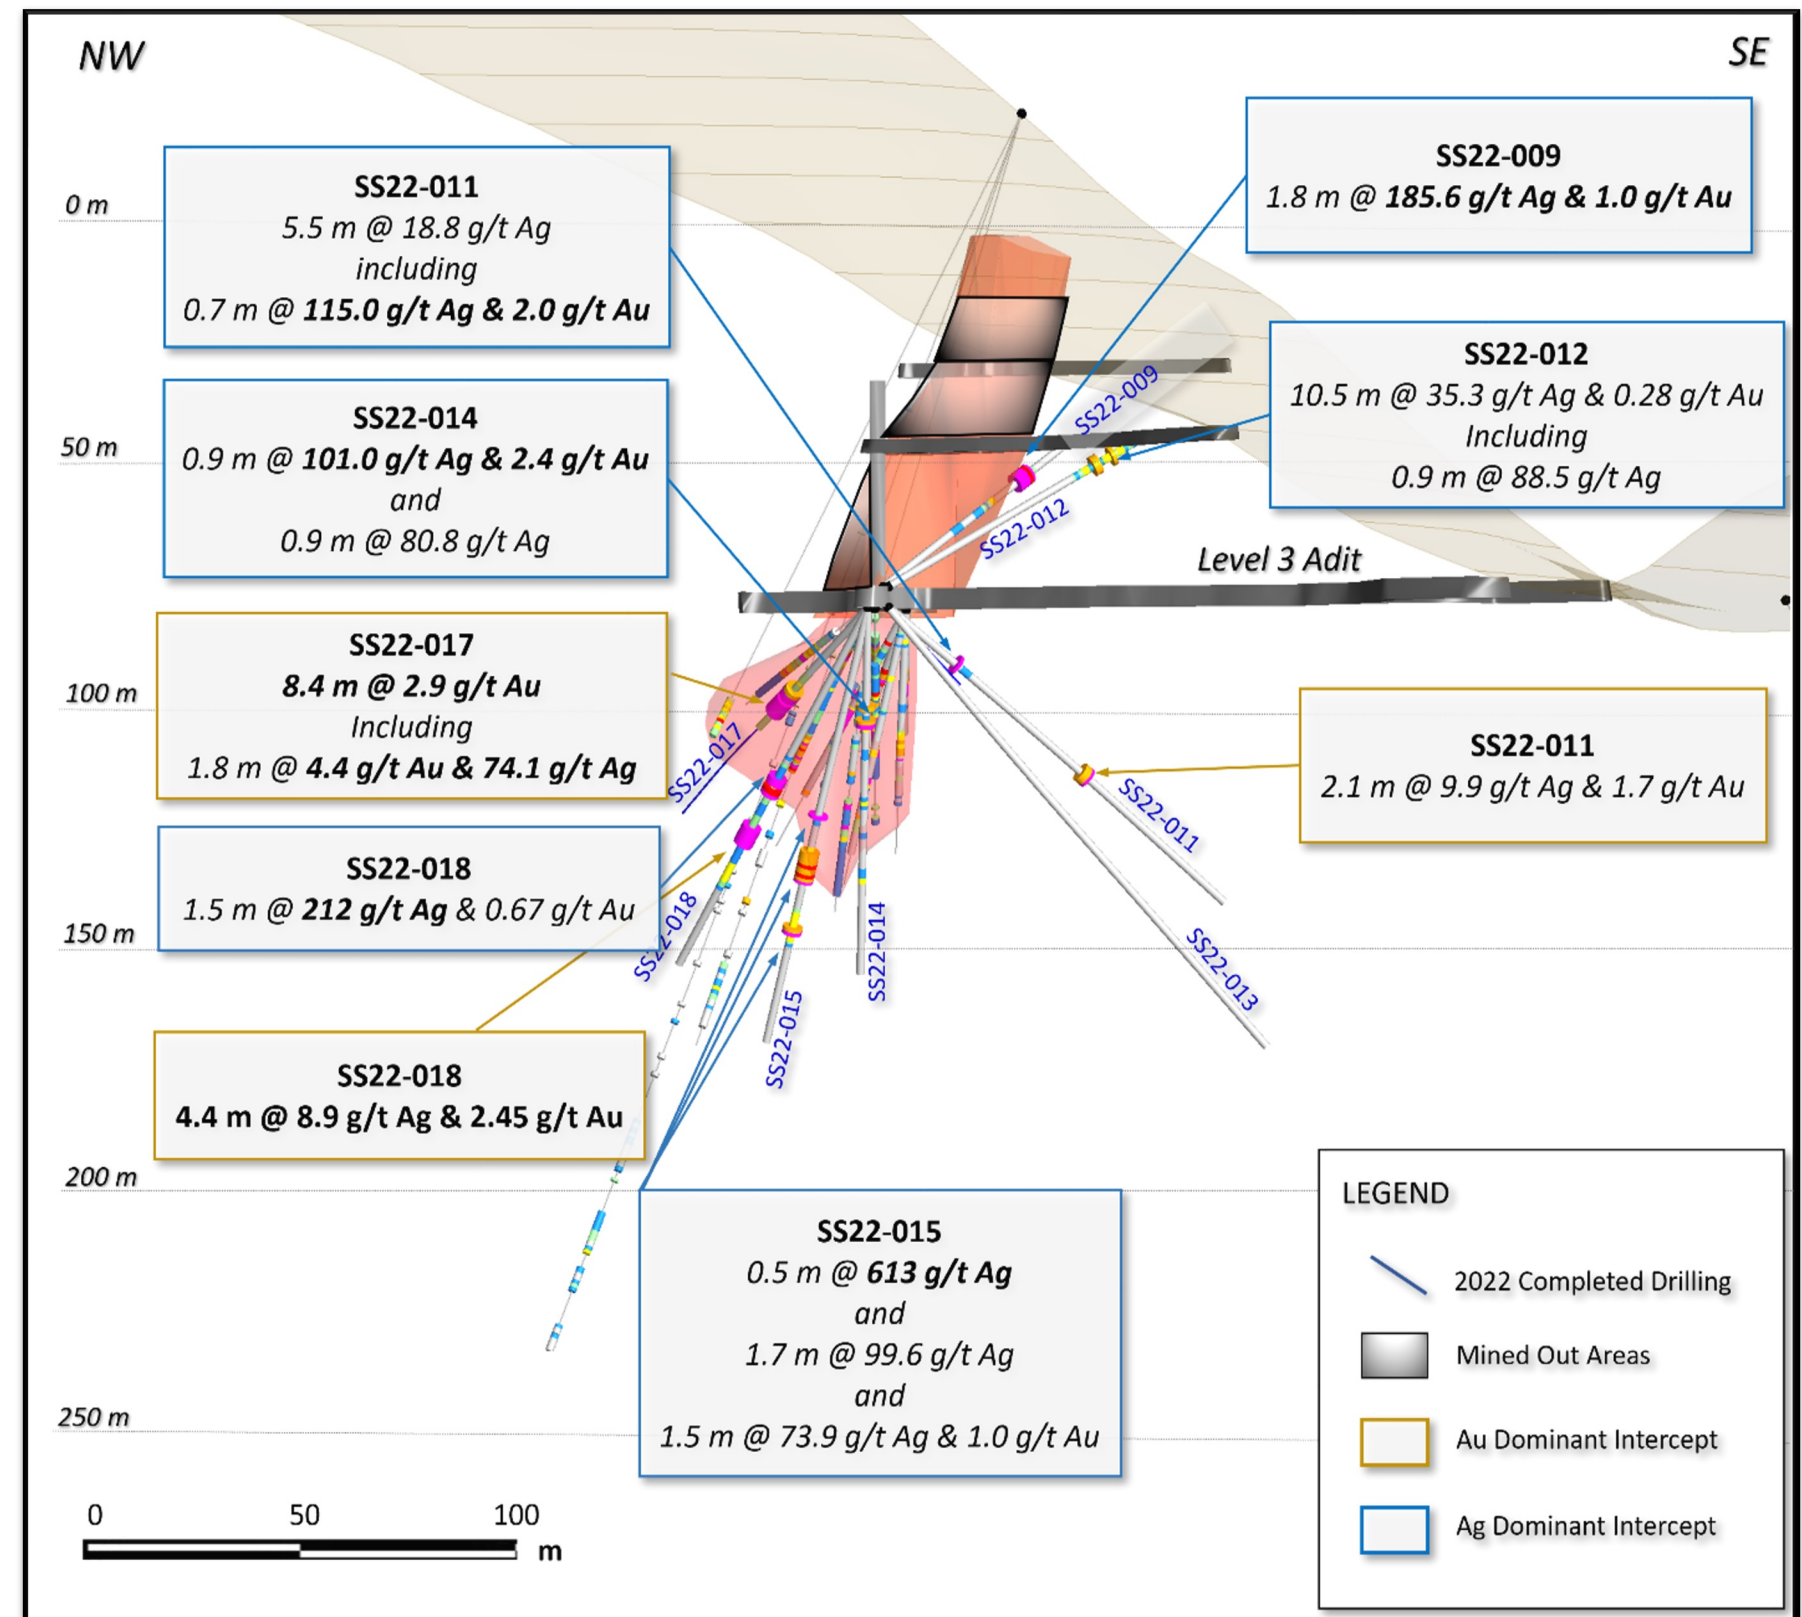 NW
SE
SS22-009
1.8 m @ 185.6 g/t Ag & 1.0 g/t Au
SS22-011
5.5 m @ 18.8 g/t Ag
including
0.7 m @ 115.0 g/t Ag & 2.0 g/t Au
0 m
SS22-012
10.5 m @ 35.3 g/t Ag & 0.28 g/t Au
Including
0.9 m @ 88.5 g/t Ag
SS22-014
0.9 m @ 101.0 g/t Ag & 2.4 g/t Au
and
0.9 m @ 80.8 g/t Ag
SS22-009
50 m
SS22-012
Level 3 Adit
SS22-017
8.4 m @ 2.9 g/t Au
Including
1.8 m @ 4.4 g/t Au & 74.1 g/t Ag
100 m
SS22-017
SS22-011
2.1 m @ 9.9 g/t Ag & 1.7 g/t Au
SS22-011
SS22-018
1.5 m @ 212 g/t Ag & 0.67 g/t Au
150 m
SS22-018
SS22-014
SS22-013
SS22-015
SS22-018
4.4 m @ 8.9 g/t Ag & 2.45 g/t Au
200 m
SS22-015
0.5 m @ 613 g/t Ag
and
1.7 m @ 99.6 g/t Ag
and
1.5 m @ 73.9 g/t Ag & 1.0 g/t Au
250 m
LEGEND
2022 Completed Drilling
Mined Out Areas
Au Dominant Intercept
Ag Dominant Intercept
0 50 100
m